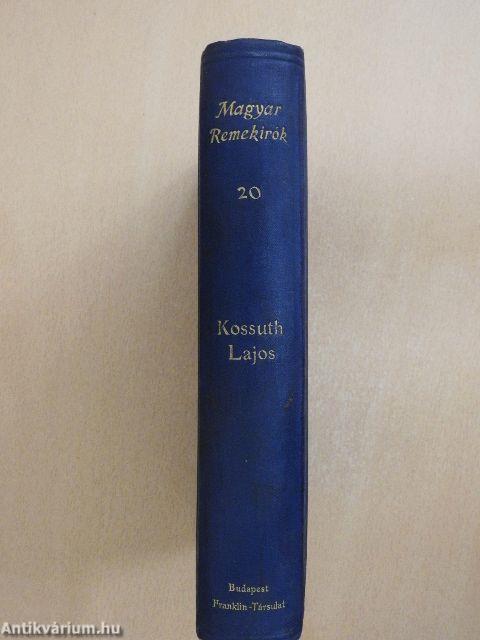 Magyar
Remekirók
20
Kossuth
Lajos
Budapest
Franklin-Társulat
Antikvárium.hu